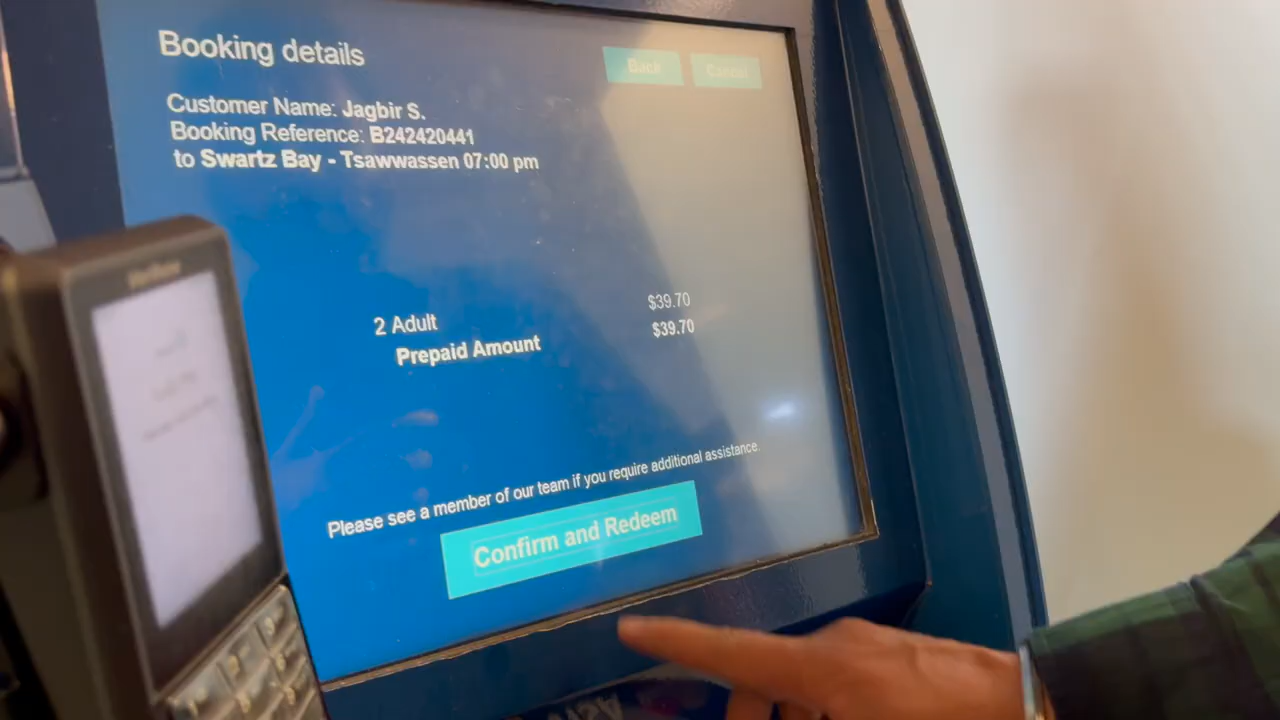 Booking details
Back
Cancel
Customer Name: Jagbir S.
Booking Reference: B242420441
to Swartz Bay - Tsawwassen 07:00 pm
2 Adult $39.70
Prepaid Amount $39.70
Please see a member of our team if you require additional assistance.
Confirm and Redeem